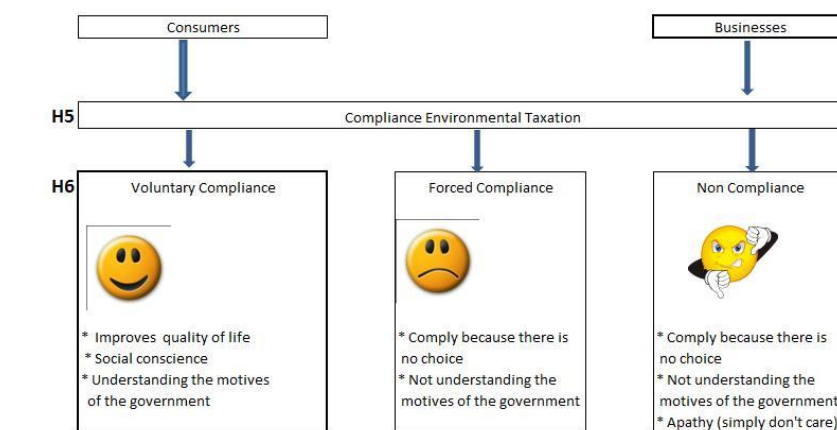 Consumers
Businesses
H5
Compliance Environmental Taxation
H6
Voluntary Compliance
* Improves quality of life
* Social conscience
* Understanding the motives
of the government
Forced Compliance
* Comply because there is
no choice
* Not understanding the
motives of the government
Non Compliance
* Comply because there is
no choice
* Not understanding the
motives of the government
* Apathy (simply don't care)